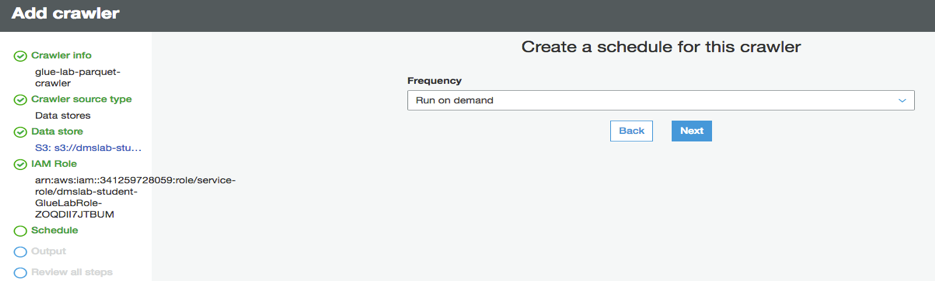 Add crawler
Crawler info
glue-lab-parquet-
crawler
Crawler source type
Data stores
Data store
S3: s3://dmslab-stu...
IAM Role
arn:aws:iam::341259728059:role/service-
role/dmslab-student-
GlueLabRole-
ZOQDII7JTBUM
Schedule
Output
Review all steps
Create a schedule for this crawler
Frequency
Run on demand
Back Next